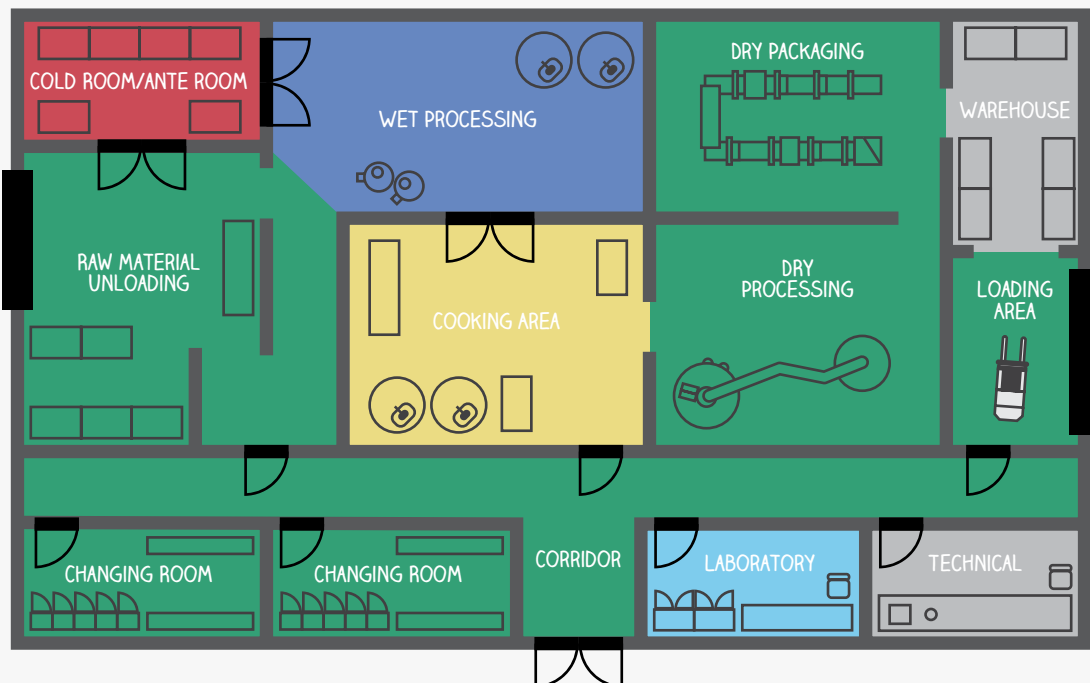 COLD ROOM/ANTE ROOM
WET PROCESSING
DRY PACKAGING
WAREHOUSE
RAW MATERIAL
UNLOADING
COOKING AREA
DRY
PROCESSING
LOADING
AREA
CHANGING ROOM
CHANGING ROOM
CORRIDOR
LABORATORY
TECHNICAL